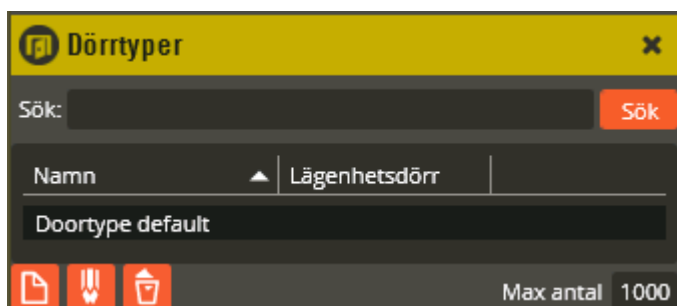 Dörrtyper
Sök: Sök
Namn Lägenhetsdörr
Doortype default
Max antal 1000